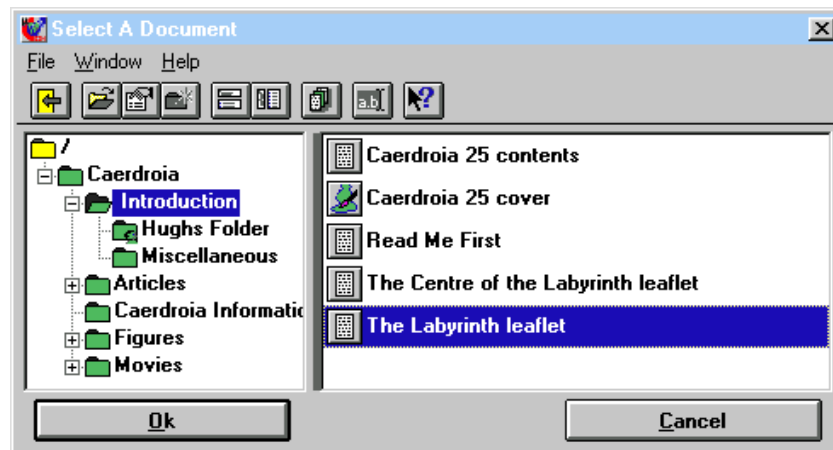 Select A Document
File Window Help
a.b
/
Caerdroia
Introduction
Hughs Folder
Miscellaneous
Articles
Caerdroia Informatic
Figures
Movies
Caerdroia 25 contents
Caerdroia 25 cover
Read Me First
The Centre of the Labyrinth leaflet
The Labyrinth leaflet
Ok
Cancel